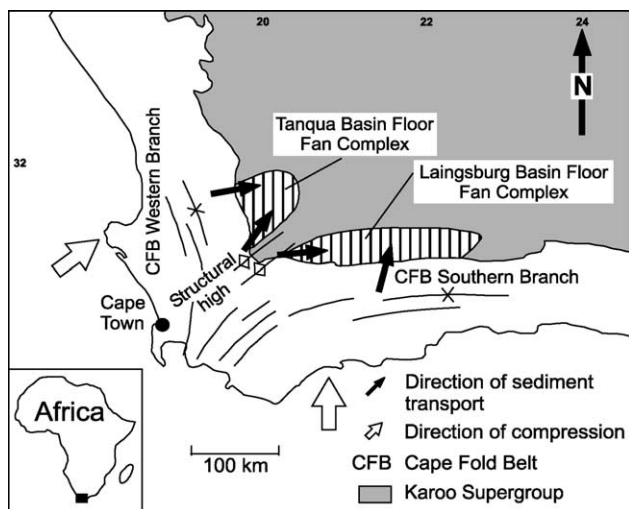 20
22
24
N
32
Tanqua Basin Floor
Fan Complex
Laingsburg Basin Floor
Fan Complex
CFB Western Branch
Structural
high
CFB Southern Branch
Cape
Town
Africa
100 km
Direction of sediment
transport
Direction of compression
CFB Cape Fold Belt
Karoo Supergroup